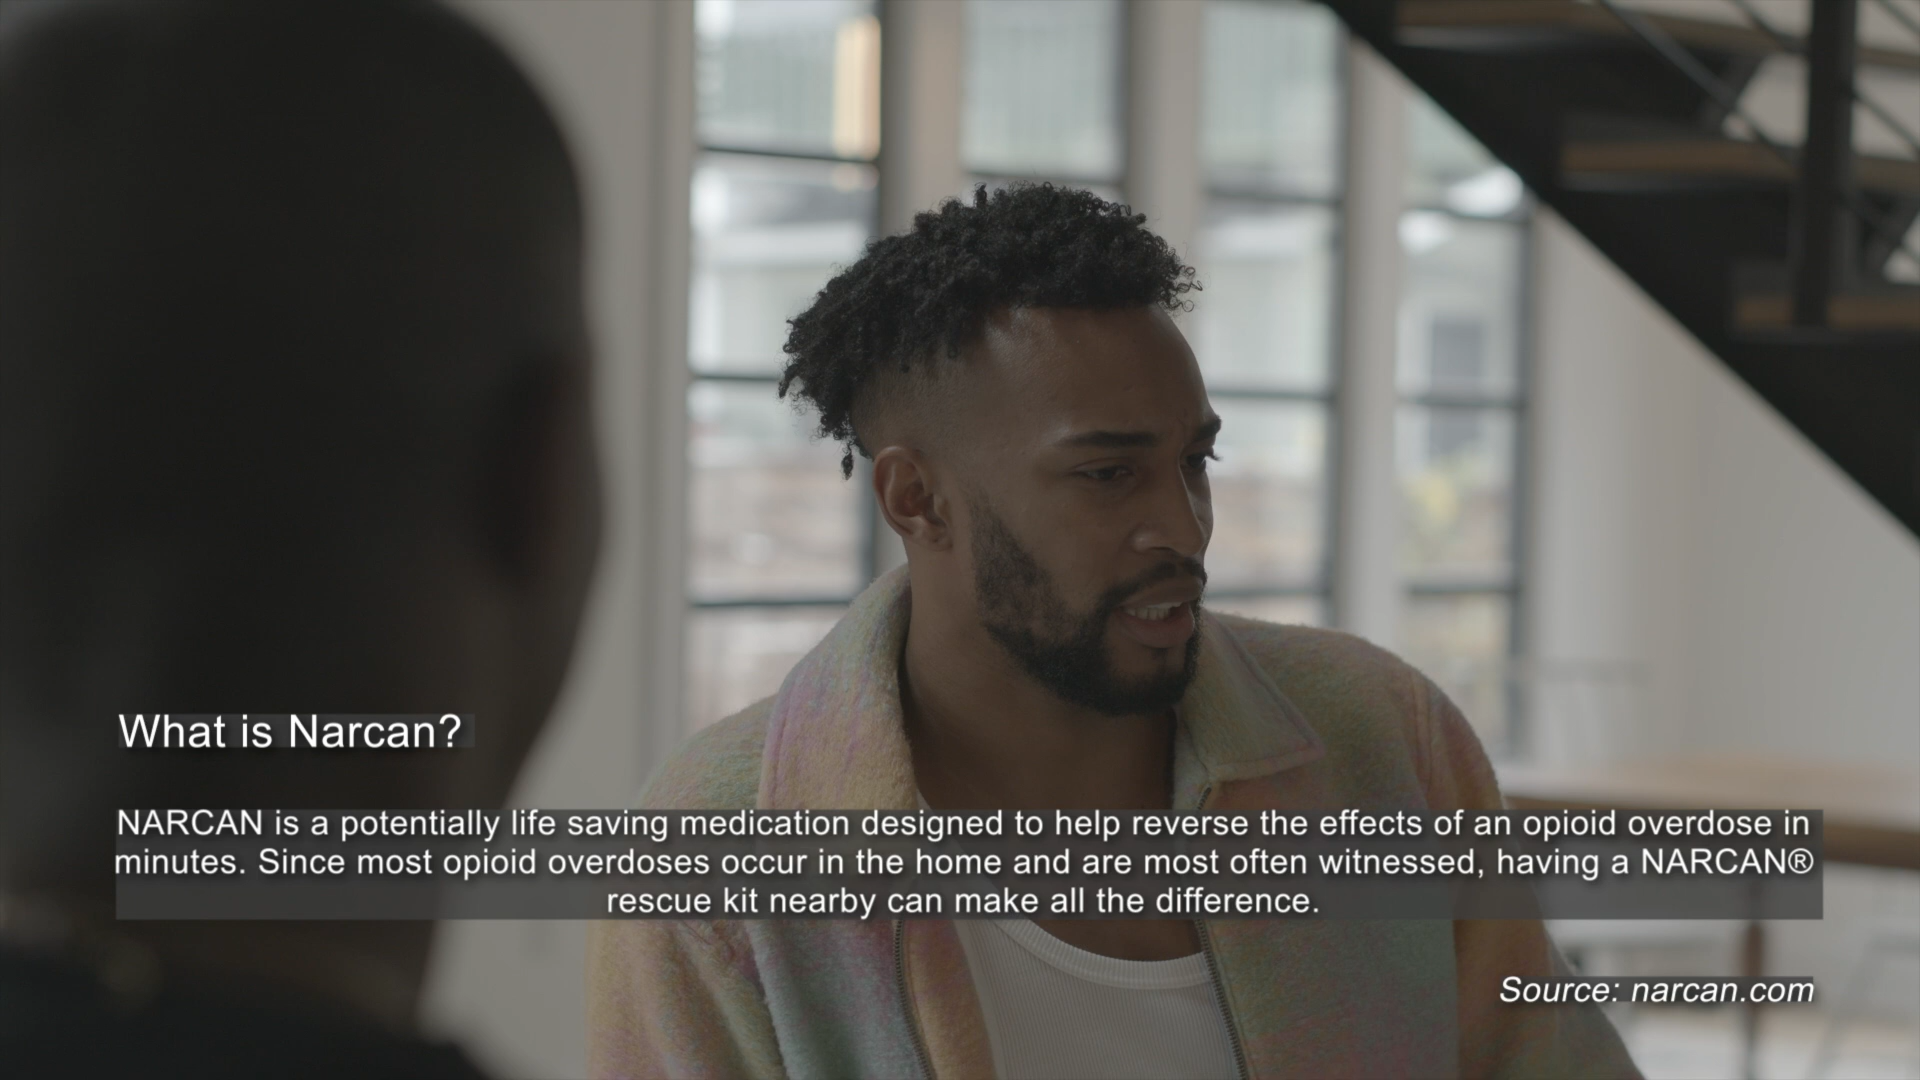 What is Narcan?
NARCAN is a potentially life saving medication designed to help reverse the effects of an opioid overdose in
minutes. Since most opioid overdoses occur in the home and are most often witnessed, having a NARCAN®
rescue kit nearby can make all the difference.
Source: narcan.com